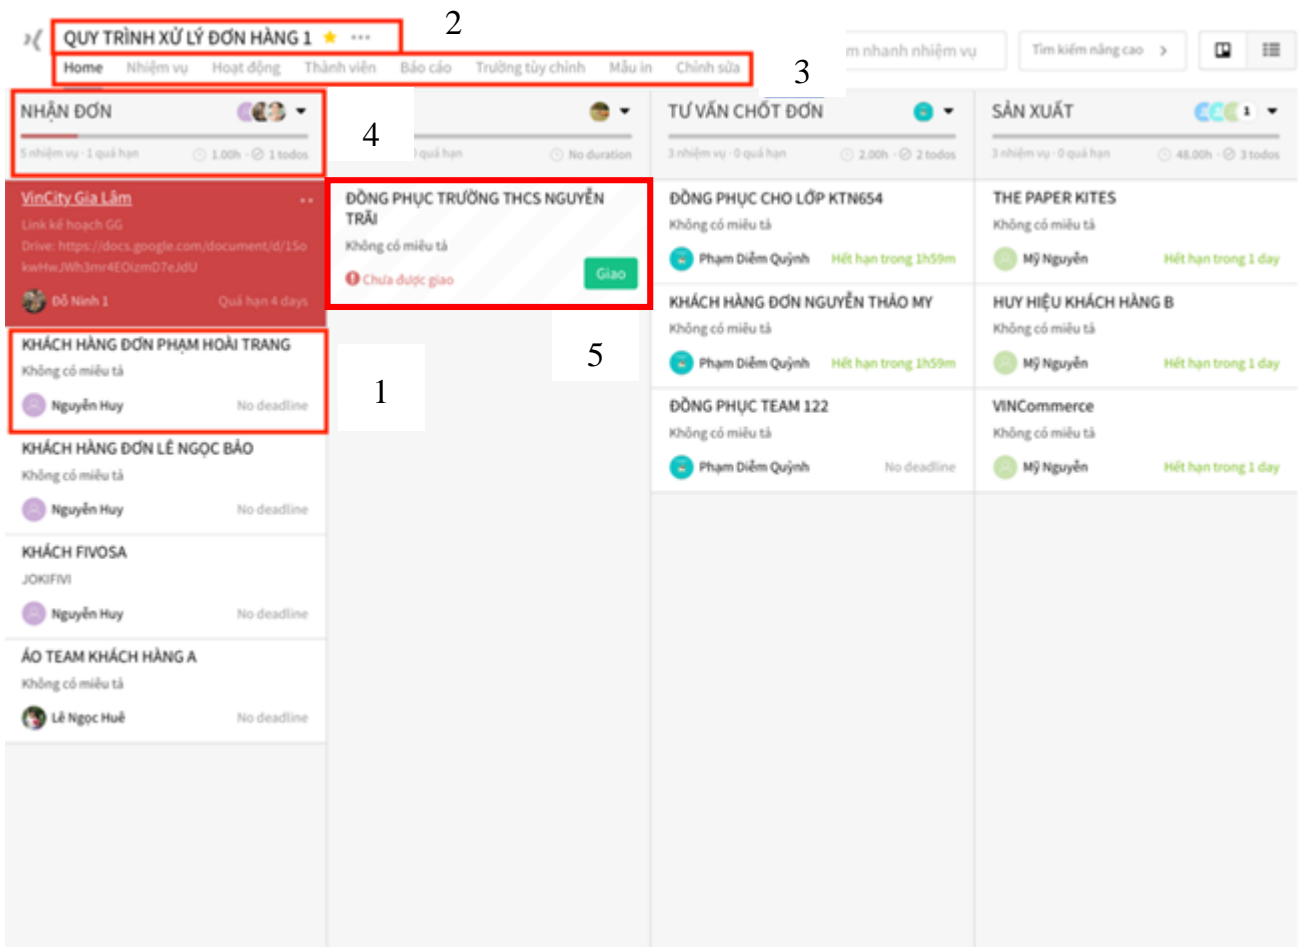 2
QUY TRÌNH XỬ LÝ ĐƠN HÀNG 1
Home Nhiệm vụ Hoạt động Thành viên Báo cáo Trường tùy chỉnh Mẫu in Chỉnh sửa
3
m nhanh nhiệm vụ
Tìm kiếm nâng cao >
NHẬN ĐƠN
5 nhiệm vụ · 1 quá hạn 1.00h · 1 todos
VinCity Gia Lâm
Link kế hoạch GG
Drive: https://docs.google.com/document/d/1So
kwHwJWh3mr4EOizmD7eJdU
Đỗ Ninh 1 Quá hạn 4 days
KHÁCH HÀNG ĐƠN PHẠM HOÀI TRANG
Không có miêu tả
Nguyễn Huy No deadline
KHÁCH HÀNG ĐƠN LÊ NGỌC BẢO
Không có miêu tả
Nguyễn Huy No deadline
KHÁCH FIVOSA
JOKIFIVI
Nguyễn Huy No deadline
ÁO TEAM KHÁCH HÀNG A
Không có miêu tả
Lê Ngọc Huê No deadline
4
quá hạn No duration
ĐỒNG PHỤC TRƯỜNG THCS NGUYỄN
TRÃI
Không có miêu tả
Chưa được giao
Giao
5
1
TƯ VẤN CHỐT ĐƠN
3 nhiệm vụ · 0 quá hạn 2.00h · 2 todos
ĐỒNG PHỤC CHO LỚP KTN654
Không có miêu tả
Phạm Diễm Quỳnh Hết hạn trong 1h59m
KHÁCH HÀNG ĐƠN NGUYỄN THẢO MY
Không có miêu tả
Phạm Diễm Quỳnh Hết hạn trong 1h59m
ĐỒNG PHỤC TEAM 122
Không có miêu tả
Phạm Diễm Quỳnh No deadline
SẢN XUẤT
1
3 nhiệm vụ · 0 quá hạn 48.00h · 3 todos
THE PAPER KITES
Không có miêu tả
Mỹ Nguyễn Hết hạn trong 1 day
HUY HIỆU KHÁCH HÀNG B
Không có miêu tả
Mỹ Nguyễn Hết hạn trong 1 day
VINCommerce
Không có miêu tả
Mỹ Nguyễn Hết hạn trong 1 day